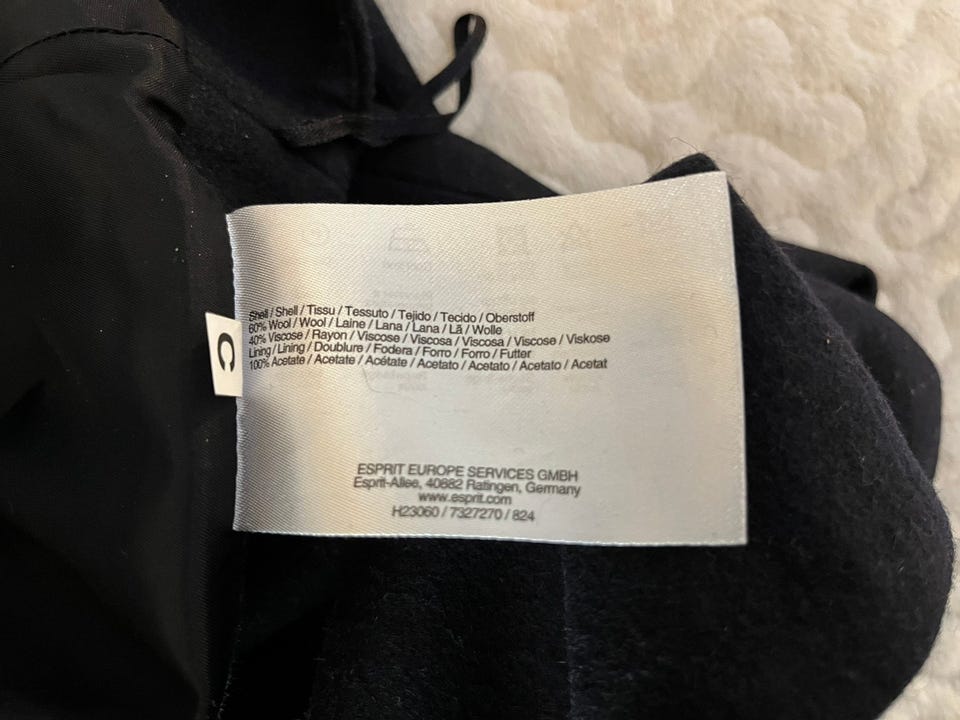 Shell / Shell / Tissu / Tessuto / Tejido / Tecido / Oberstoff
60% Wool / Wool / Laine / Lana / Lana / Lã / Wolle
40% Viscose / Rayon / Viscose / Viscosa / Viscosa / Viscose / Viskose
Lining / Lining / Doublure / Fodera / Forro / Forro / Futter
100% Acetate / Acetate / Acétate / Acetato / Acetato / Acetato / Acetat
C
ESPRIT EUROPE SERVICES GMBH
Esprit-Allee, 40882 Ratingen, Germany
www.esprit.com
H23060 / 7327270 / 824